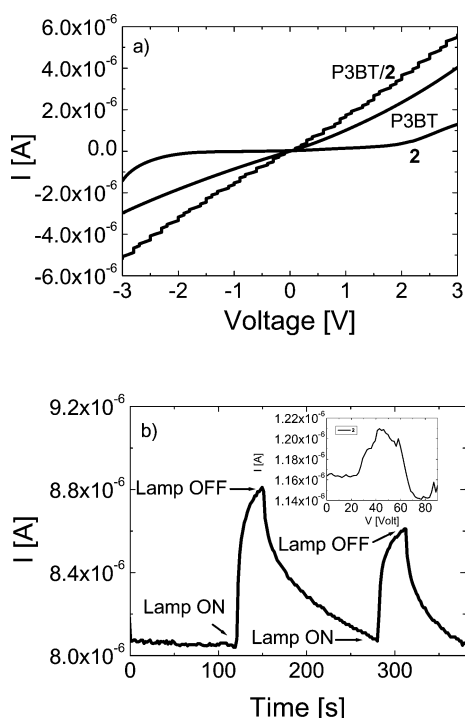 6.0x10-6
a)
P3BT/2
4.0x10-6
2.0x10-6
P3BT
I [A]
0.0
2
-2.0x10-6
-4.0x10-6
-6.0x10-6
-3 -2 -1 0 1 2 3
Voltage [V]
9.2x10-6
b)
1.22x10-6
2
1.20x10-6
I [A]
1.18x10-6
1.16x10-6
1.14x10-6
0 20 40 60 80
V [Volt]
8.8x10-6
Lamp OFF
I [A]
Lamp OFF
8.4x10-6
Lamp ON
Lamp ON
8.0x10-6
0 100 200 300
Time [s]